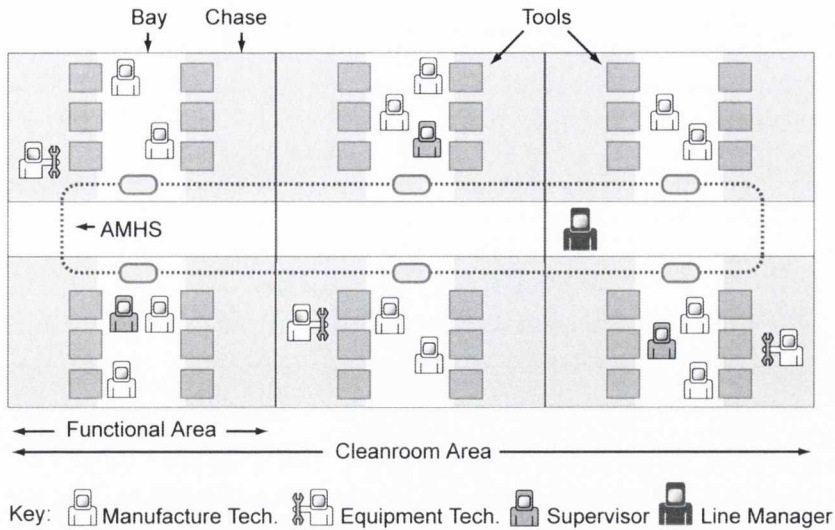 Bay Chase Tools
AMHS
Functional Area
Cleanroom Area
Key: Manufacture Tech. Equipment Tech. Supervisor Line Manager